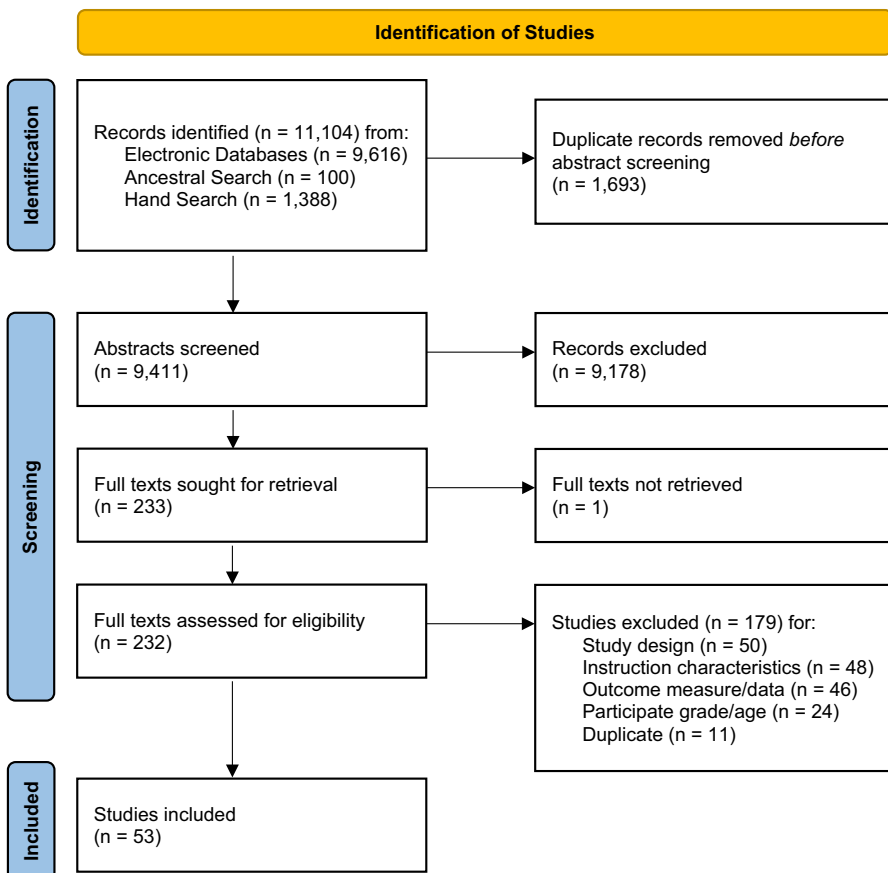 Identification of Studies
Identification
Records identified (n = 11,104) from:
Electronic Databases (n = 9,616)
Ancestral Search (n = 100)
Hand Search (n = 1,388)
Duplicate records removed before
abstract screening
(n = 1,693)
Screening
Abstracts screened
(n = 9,411)
Records excluded
(n = 9,178)
Full texts sought for retrieval
(n = 233)
Full texts not retrieved
(n = 1)
Full texts assessed for eligibility
(n = 232)
Studies excluded (n = 179) for:
Study design (n = 50)
Instruction characteristics (n = 48)
Outcome measure/data (n = 46)
Participate grade/age (n = 24)
Duplicate (n = 11)
Included
Studies included
(n = 53)